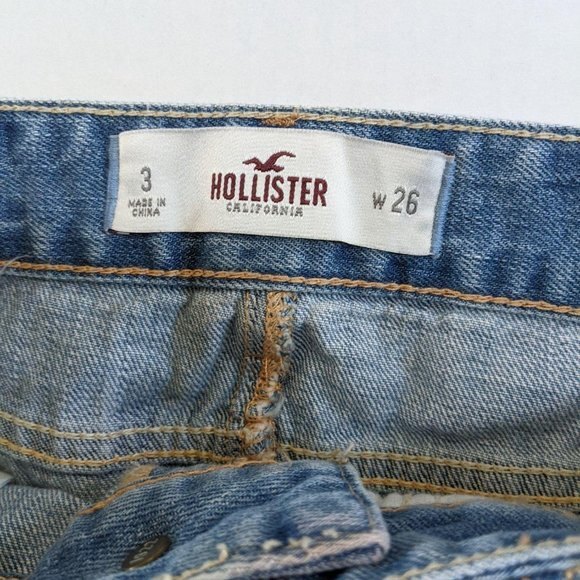 3
MADE IN
CHINA
HOLLISTER
CALIFORNIA
W 26